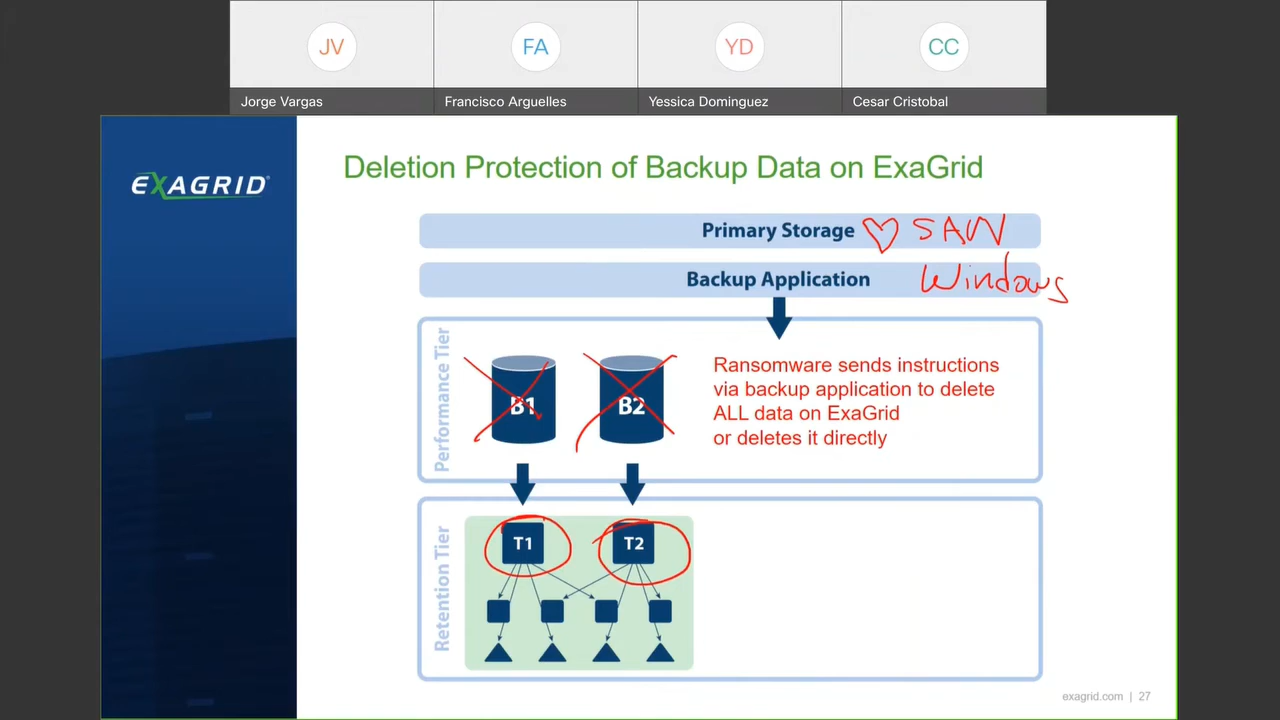 JV
FA
YD
CC
Jorge Vargas
Francisco Arguelles
Yessica Dominguez
Cesar Cristobal
EXAGRID®
Deletion Protection of Backup Data on ExaGrid
Primary Storage SAN
Backup Application Windows
Performance Tier
B1
B2
Ransomware sends instructions
via backup application to delete
ALL data on ExaGrid
or deletes it directly
Retention Tier
T1
T2
exagrid.com | 27